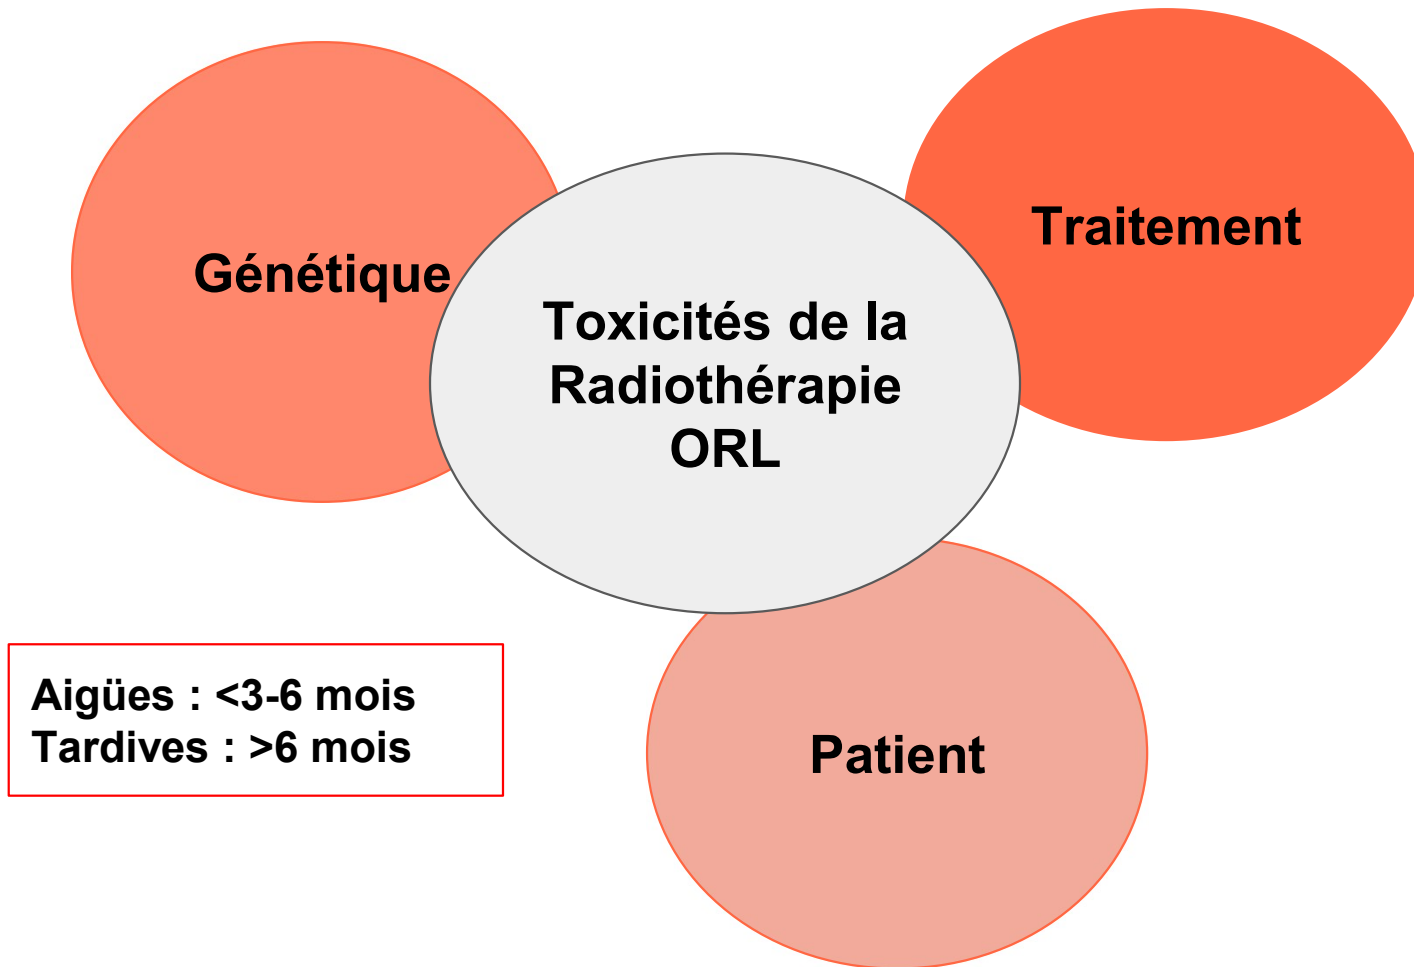 Génétique
Traitement
Toxicités de la
Radiothérapie
ORL
Aigües : <3-6 mois
Tardives : >6 mois
Patient